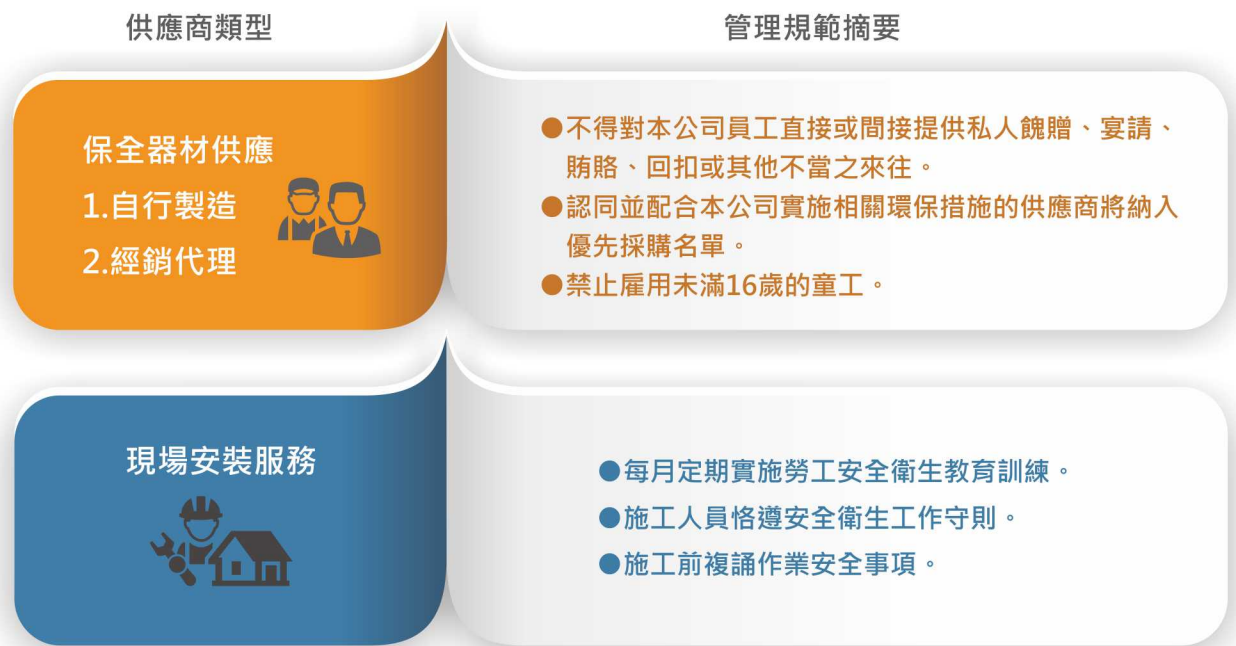 供應商類型
管理規範摘要
保全器材供應
1.自行製造
2.經銷代理
●不得對本公司員工直接或間接提供私人餽贈、宴請、
賄賂、回扣或其他不當之來往。
●認同並配合本公司實施相關環保措施的供應商將納入
優先採購名單。
●禁止雇用未滿16歲的童工。
現場安裝服務
●每月定期實施勞工安全衛生教育訓練。
●施工人員恪遵安全衛生工作守則。
●施工前複誦作業安全事項。